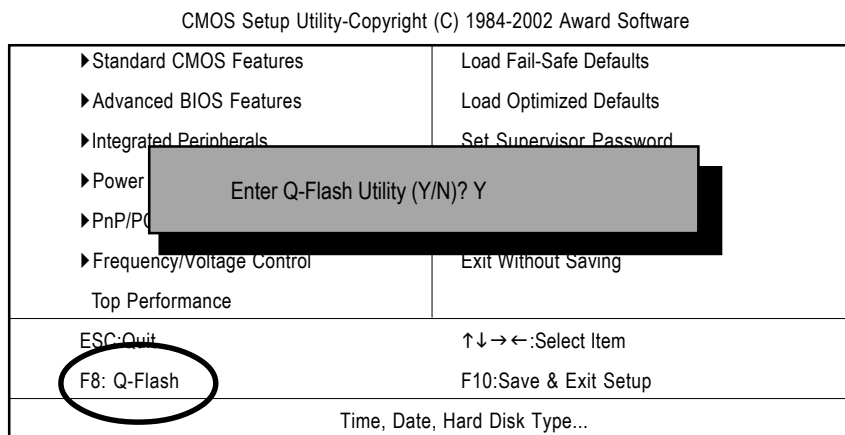 CMOS Setup Utility-Copyright (C) 1984-2002 Award Software
▶Standard CMOS Features
▶Advanced BIOS Features
▶Integrated Peripherals
▶Power
▶PnP/PC
▶Frequency/Voltage Control
Top Performance
Load Fail-Safe Defaults
Load Optimized Defaults
Set Supervisor Password
Exit Without Saving
Enter Q-Flash Utility (Y/N)? Y
ESC:Quit
↑↓→←:Select Item
F8: Q-Flash
F10:Save & Exit Setup
Time, Date, Hard Disk Type...